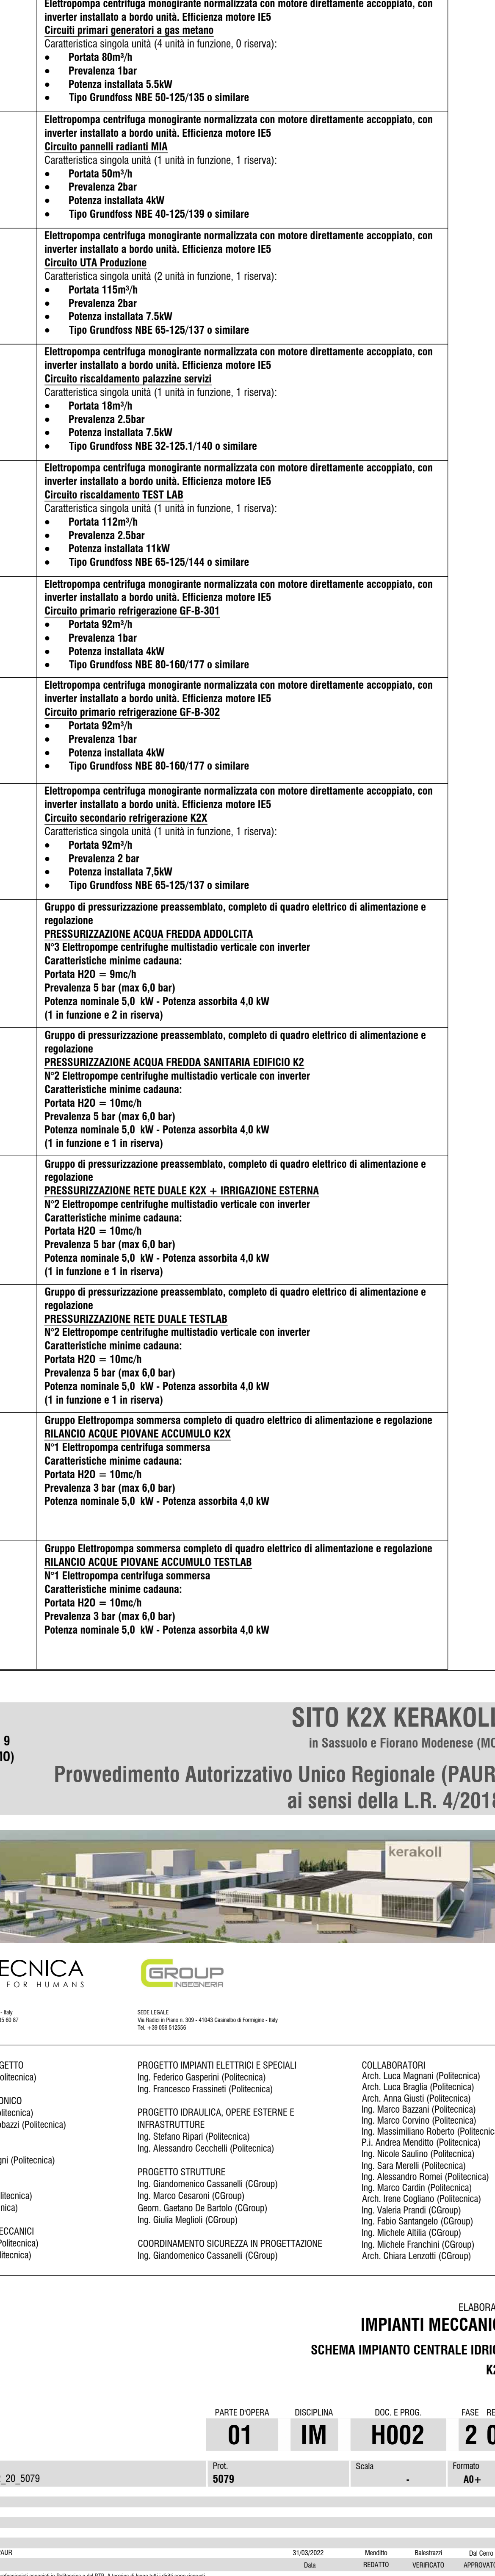 Elettropompa centrifuga monogirante normalizzata con motore direttamente accoppiato, con
inverter installato a bordo unità. Efficienza motore IE5
Circuiti primari generatori a gas metano
Caratteristica singola unità (4 unità in funzione, 0 riserva):
• Portata 80m³/h
• Prevalenza 1bar
• Potenza installata 5.5kW
• Tipo Grundfoss NBE 50-125/135 o similare
Elettropompa centrifuga monogirante normalizzata con motore direttamente accoppiato, con
inverter installato a bordo unità. Efficienza motore IE5
Circuito pannelli radianti MIA
Caratteristica singola unità (1 unità in funzione, 1 riserva):
• Portata 50m³/h
• Prevalenza 2bar
• Potenza installata 4kW
• Tipo Grundfoss NBE 40-125/139 o similare
Elettropompa centrifuga monogirante normalizzata con motore direttamente accoppiato, con
inverter installato a bordo unità. Efficienza motore IE5
Circuito UTA Produzione
Caratteristica singola unità (2 unità in funzione, 1 riserva):
• Portata 115m³/h
• Prevalenza 2bar
• Potenza installata 7.5kW
• Tipo Grundfoss NBE 65-125/137 o similare
Elettropompa centrifuga monogirante normalizzata con motore direttamente accoppiato, con
inverter installato a bordo unità. Efficienza motore IE5
Circuito riscaldamento palazzine servizi
Caratteristica singola unità (1 unità in funzione, 1 riserva):
• Portata 18m³/h
• Prevalenza 2.5bar
• Potenza installata 7.5kW
• Tipo Grundfoss NBE 32-125.1/140 o similare
Elettropompa centrifuga monogirante normalizzata con motore direttamente accoppiato, con
inverter installato a bordo unità. Efficienza motore IE5
Circuito riscaldamento TEST LAB
Caratteristica singola unità (1 unità in funzione, 1 riserva):
• Portata 112m³/h
• Prevalenza 2.5bar
• Potenza installata 11kW
• Tipo Grundfoss NBE 65-125/144 o similare
Elettropompa centrifuga monogirante normalizzata con motore direttamente accoppiato, con
inverter installato a bordo unità. Efficienza motore IE5
Circuito primario refrigerazione GF-B-301
• Portata 92m³/h
• Prevalenza 1bar
• Potenza installata 4kW
• Tipo Grundfoss NBE 80-160/177 o similare
Elettropompa centrifuga monogirante normalizzata con motore direttamente accoppiato, con
inverter installato a bordo unità. Efficienza motore IE5
Circuito primario refrigerazione GF-B-302
• Portata 92m³/h
• Prevalenza 1bar
• Potenza installata 4kW
• Tipo Grundfoss NBE 80-160/177 o similare
Elettropompa centrifuga monogirante normalizzata con motore direttamente accoppiato, con
inverter installato a bordo unità. Efficienza motore IE5
Circuito secondario refrigerazione K2X
Caratteristica singola unità (1 unità in funzione, 1 riserva):
• Portata 92m³/h
• Prevalenza 2 bar
• Potenza installata 7,5kW
• Tipo Grundfoss NBE 65-125/137 o similare
Gruppo di pressurizzazione preassemblato, completo di quadro elettrico di alimentazione e
regolazione
PRESSURIZZAZIONE ACQUA FREDDA ADDOLCITA
N°3 Elettropompe centrifughe multistadio verticale con inverter
Caratteristiche minime cadauna:
Portata H2O = 9mc/h
Prevalenza 5 bar (max 6,0 bar)
Potenza nominale 5,0 kW - Potenza assorbita 4,0 kW
(1 in funzione e 2 in riserva)
Gruppo di pressurizzazione preassemblato, completo di quadro elettrico di alimentazione e
regolazione
PRESSURIZZAZIONE ACQUA FREDDA SANITARIA EDIFICIO K2
N°2 Elettropompe centrifughe multistadio verticale con inverter
Caratteristiche minime cadauna:
Portata H2O = 10mc/h
Prevalenza 5 bar (max 6,0 bar)
Potenza nominale 5,0 kW - Potenza assorbita 4,0 kW
(1 in funzione e 1 in riserva)
Gruppo di pressurizzazione preassemblato, completo di quadro elettrico di alimentazione e
regolazione
PRESSURIZZAZIONE RETE DUALE K2X + IRRIGAZIONE ESTERNA
N°2 Elettropompe centrifughe multistadio verticale con inverter
Caratteristiche minime cadauna:
Portata H2O = 10mc/h
Prevalenza 5 bar (max 6,0 bar)
Potenza nominale 5,0 kW - Potenza assorbita 4,0 kW
(1 in funzione e 1 in riserva)
Gruppo di pressurizzazione preassemblato, completo di quadro elettrico di alimentazione e
regolazione
PRESSURIZZAZIONE RETE DUALE TESTLAB
N°2 Elettropompe centrifughe multistadio verticale con inverter
Caratteristiche minime cadauna:
Portata H2O = 10mc/h
Prevalenza 5 bar (max 6,0 bar)
Potenza nominale 5,0 kW - Potenza assorbita 4,0 kW
(1 in funzione e 1 in riserva)
Gruppo Elettropompa sommersa completo di quadro elettrico di alimentazione e regolazione
RILANCIO ACQUE PIOVANE ACCUMULO K2X
N°1 Elettropompa centrifuga sommersa
Caratteristiche minime cadauna:
Portata H2O = 10mc/h
Prevalenza 3 bar (max 6,0 bar)
Potenza nominale 5,0 kW - Potenza assorbita 4,0 kW
Gruppo Elettropompa sommersa completo di quadro elettrico di alimentazione e regolazione
RILANCIO ACQUE PIOVANE ACCUMULO TESTLAB
N°1 Elettropompa centrifuga sommersa
Caratteristiche minime cadauna:
Portata H2O = 10mc/h
Prevalenza 3 bar (max 6,0 bar)
Potenza nominale 5,0 kW - Potenza assorbita 4,0 kW
SITO K2X KERAKOLL
9 in Sassuolo e Fiorano Modenese (MO
MO)
Provvedimento Autorizzativo Unico Regionale (PAUR
ai sensi della L.R. 4/2018
kerakoll
ECNICA
FOR HUMANS
GROUP
INGEGNERIA
- Italy
35 60 87
SEDE LEGALE
Via Radici in Piano n. 309 - 41043 Casinalbo di Formigine - Italy
Tel. +39 059 512556
GETTO
olitecnica)
ONICO
olitecnica)
obazzi (Politecnica)
gni (Politecnica)
litecnica)
nica)
ECCANICI
Politecnica)
litecnica)
PROGETTO IMPIANTI ELETTRICI E SPECIALI
Ing. Federico Gasperini (Politecnica)
Ing. Francesco Frassineti (Politecnica)
PROGETTO IDRAULICA, OPERE ESTERNE E
INFRASTRUTTURE
Ing. Stefano Ripari (Politecnica)
Ing. Alessandro Cecchelli (Politecnica)
PROGETTO STRUTTURE
Ing. Giandomenico Cassanelli (CGroup)
Ing. Marco Cesaroni (CGroup)
Geom. Gaetano De Bartolo (CGroup)
Ing. Giulia Meglioli (CGroup)
COORDINAMENTO SICUREZZA IN PROGETTAZIONE
Ing. Giandomenico Cassanelli (CGroup)
COLLABORATORI
Arch. Luca Magnani (Politecnica)
Arch. Luca Braglia (Politecnica)
Arch. Anna Giusti (Politecnica)
Ing. Marco Bazzani (Politecnica)
Ing. Marco Corvino (Politecnica)
Ing. Massimiliano Roberto (Politecnica
P.i. Andrea Menditto (Politecnica)
Ing. Nicole Saulino (Politecnica)
Ing. Sara Merelli (Politecnica)
Ing. Alessandro Romei (Politecnica)
Ing. Marco Cardin (Politecnica)
Arch. Irene Cogliano (Politecnica)
Ing. Valeria Prandi (CGroup)
Ing. Fabio Santangelo (CGroup)
Ing. Michele Altilia (CGroup)
Ing. Michele Franchini (CGroup)
Arch. Chiara Lenzotti (CGroup)
ELABORA
IMPIANTI MECCANIC
SCHEMA IMPIANTO CENTRALE IDRIC
K2
PARTE D'OPERA DISCIPLINA DOC. E PROG. FASE RE
01 IM H002 2 0
Prot. Scala Formato
_20_5079 5079 - A0+
PAUR 31/03/2022 Menditto Balestrazzi Dal Cerro
Data REDATTO VERIFICATO APPROVATO